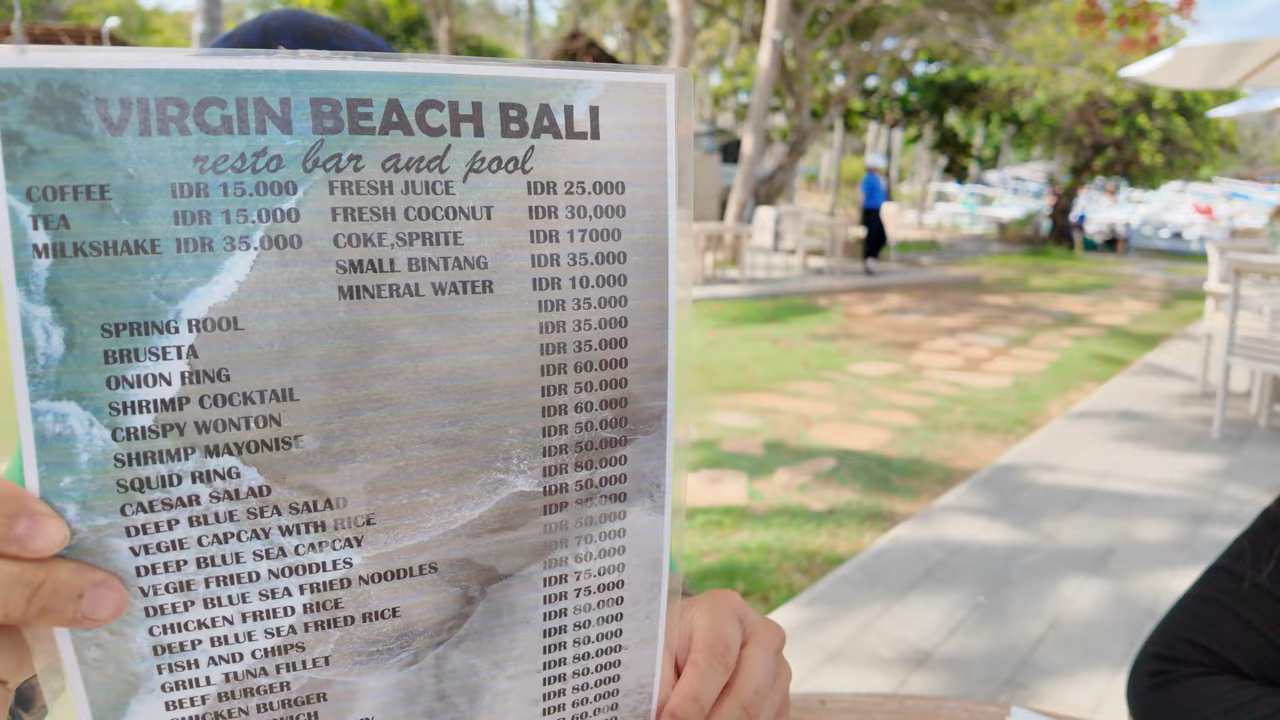 VIRGIN BEACH BALI
resto bar and pool
COFFEE IDR 15.000 FRESH JUICE IDR 25.000
TEA IDR 15.000 FRESH COCONUT IDR 30,000
MILKSHAKE IDR 35.000 COKE,SPRITE IDR 17000
SMALL BINTANG IDR 35.000
MINERAL WATER IDR 10.000
SPRING ROOL IDR 35.000
BRUSETA IDR 35.000
ONION RING IDR 35.000
SHRIMP COCKTAIL IDR 60.000
CRISPY WONTON IDR 50.000
SHRIMP MAYONISE IDR 60.000
SQUID RING IDR 50.000
CAESAR SALAD IDR 50.000
DEEP BLUE SEA SALAD IDR 80,000
VEGIE CAPCAY WITH RICE IDR 50.000
DEEP BLUE SEA CAPCAY IDR 80.000
VEGIE FRIED NOODLES IDR 50.000
DEEP BLUE SEA FRIED NOODLES IDR 70.000
CHICKEN FRIED RICE IDR 60.000
DEEP BLUE SEA FRIED RICE IDR 75.000
FISH AND CHIPS IDR 75.000
GRILL TUNA FILLET IDR 80.000
BEEF BURGER IDR 80.000
CHICKEN BURGER IDR 80.000
IDR 80.000
IDR 80.000
IDR 60.000